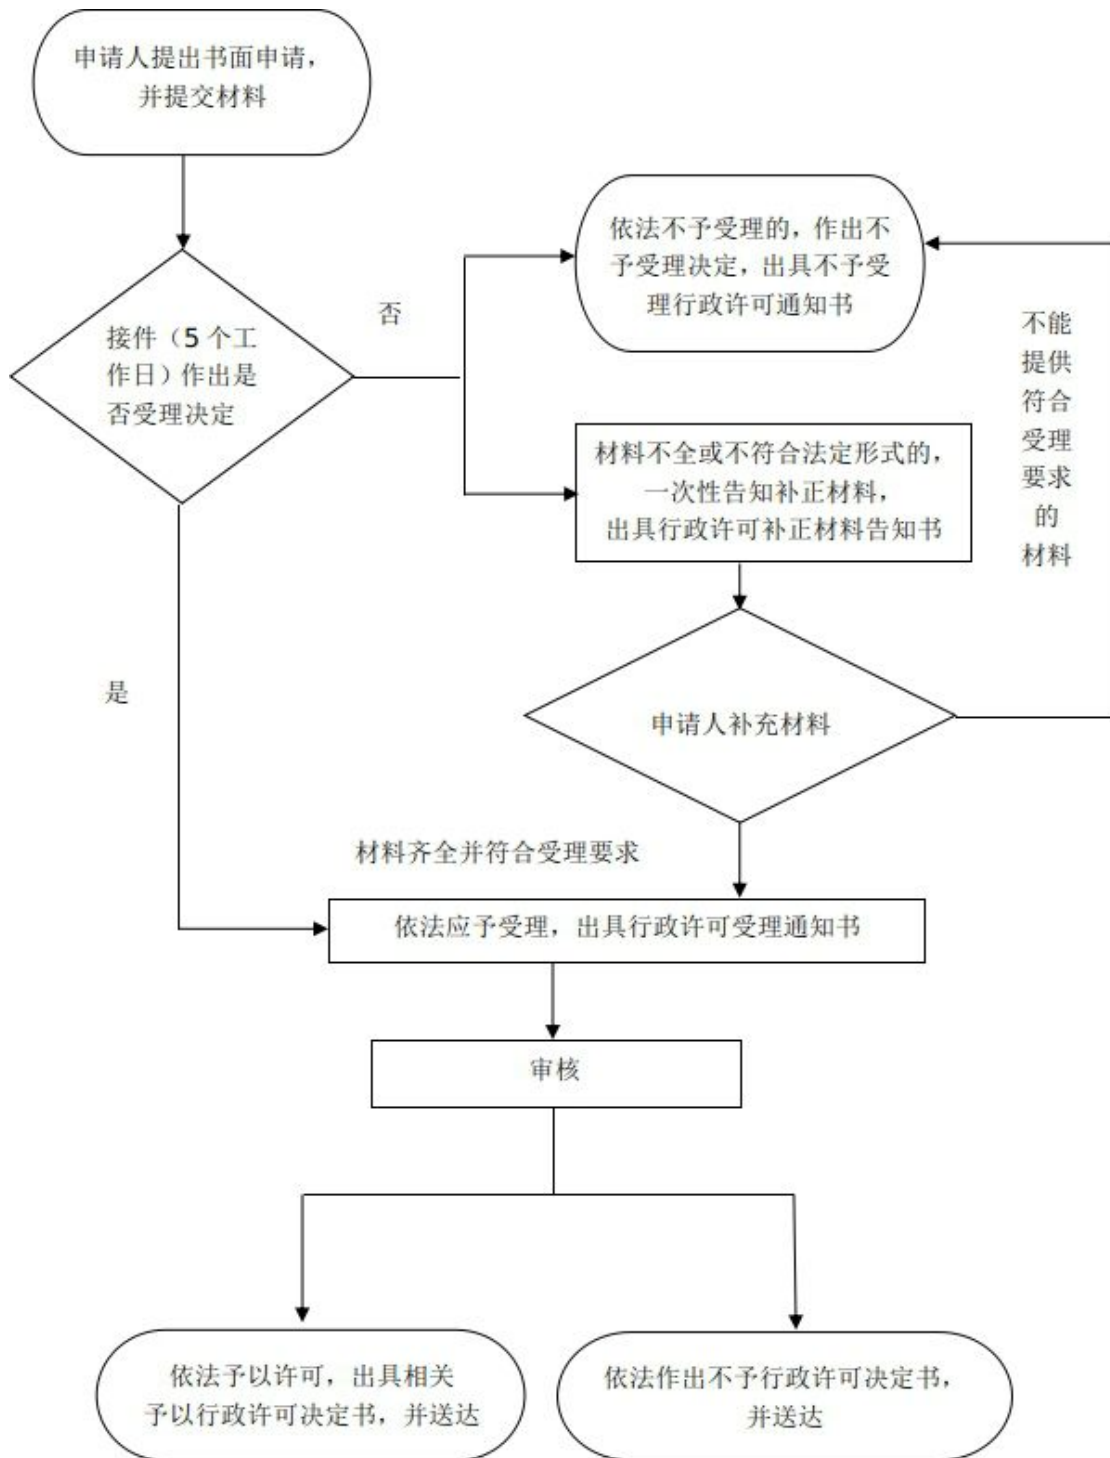 申请人提出书面申请，
并提交材料
依法不予受理的，作出不
予受理决定，出具不予受
理行政许可通知书
否
接件（5 个工
作日）作出是
否受理决定
不能
提供
符合
受理
要求
的
材料
材料不全或不符合法定形式的，
一次性告知补正材料，
出具行政许可补正材料告知书
是
申请人补充材料
材料齐全并符合受理要求
依法应予受理，出具行政许可受理通知书
审核
依法予以许可，出具相关
予以行政许可决定书，并送达
依法作出不予行政许可决定书，
并送达